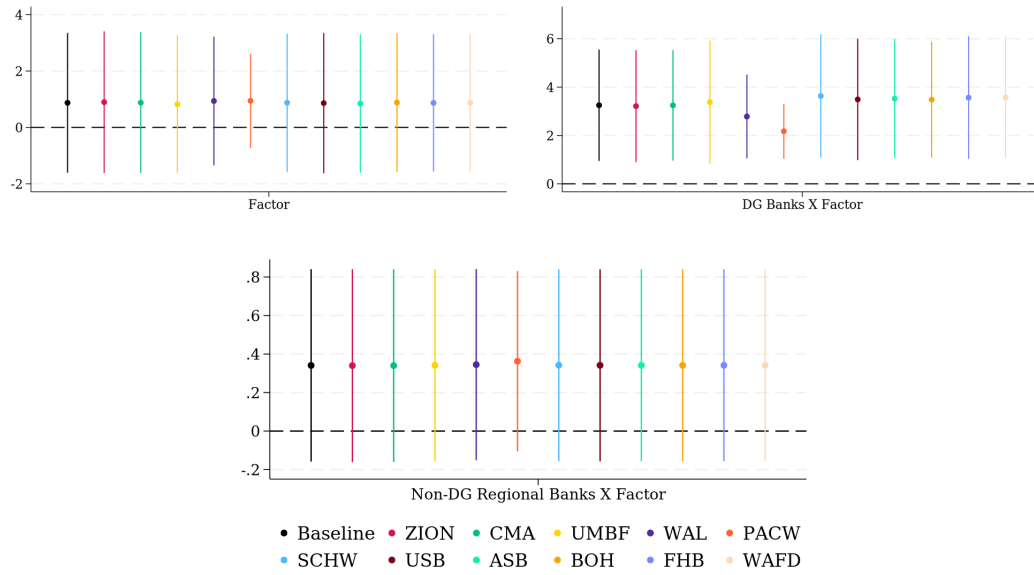 4
2
0
-2
Factor
6
4
2
0
DG Banks X Factor
.8
.6
.4
.2
0
-.2
Non-DG Regional Banks X Factor
Baseline ZION CMA UMBF WAL PACW
SCHW USB ASB BOH FHB WAFD